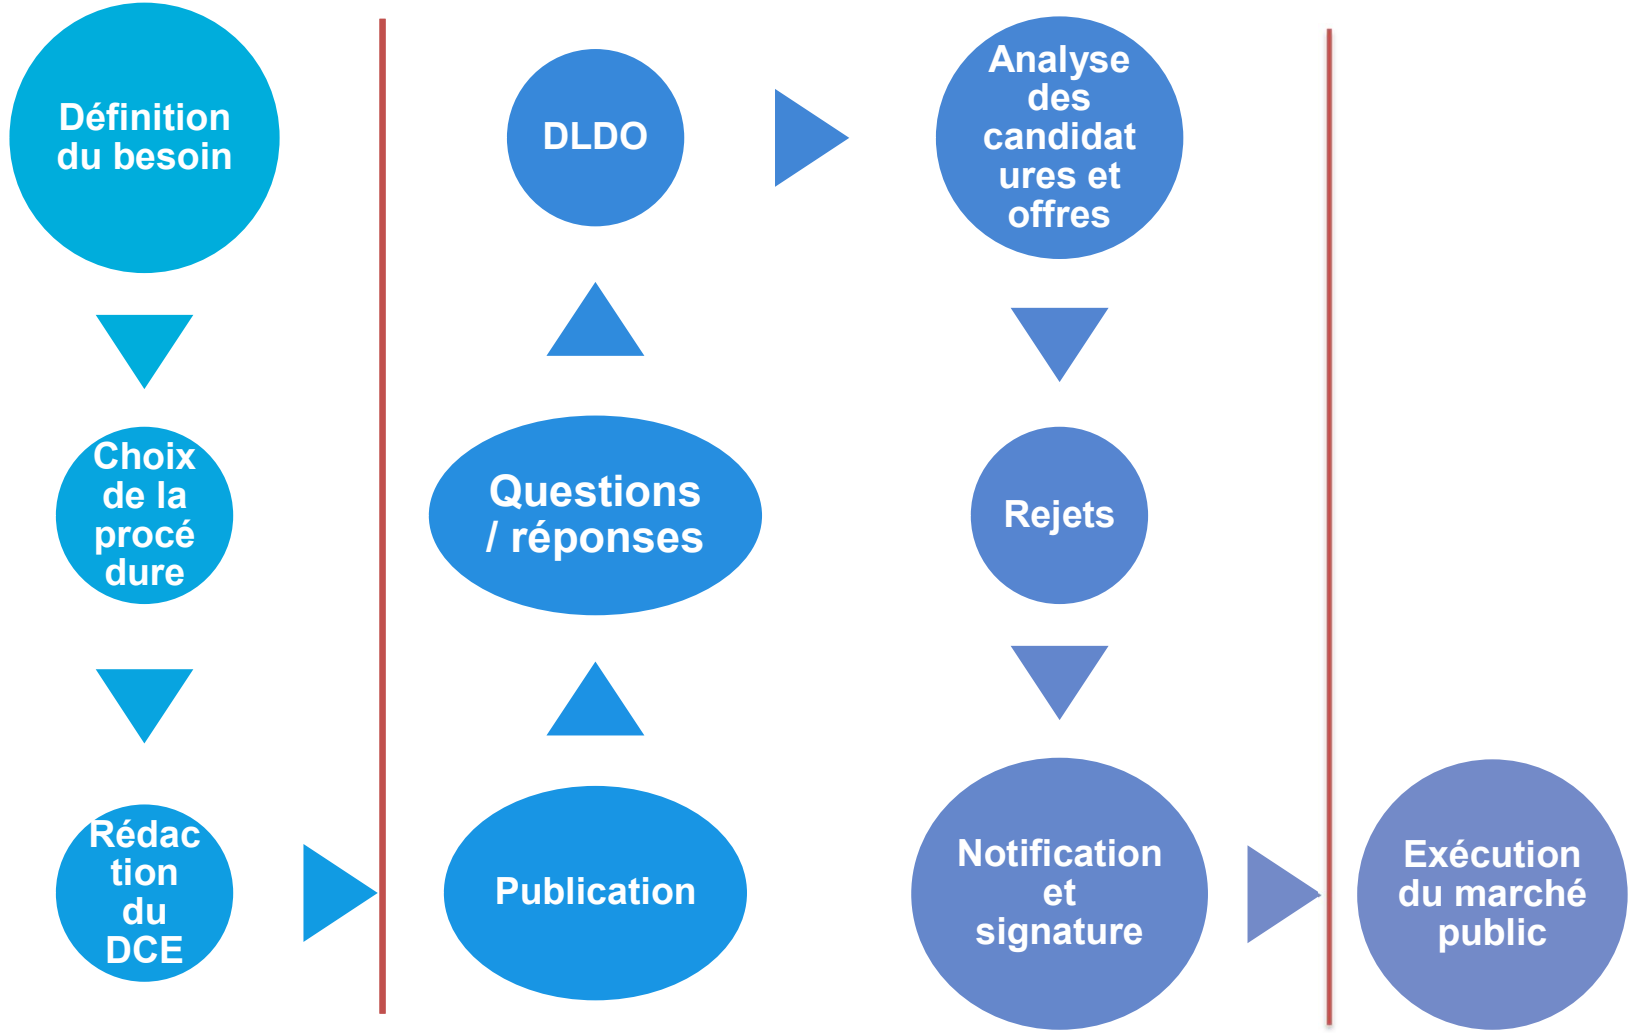 Définition
du besoin
Choix
de la
procé
dure
Rédac
tion
du
DCE
Publication
Questions
/ réponses
DLDO
Analyse
des
candidat
ures et
offres
Rejets
Notification
et
signature
Exécution
du marché
public